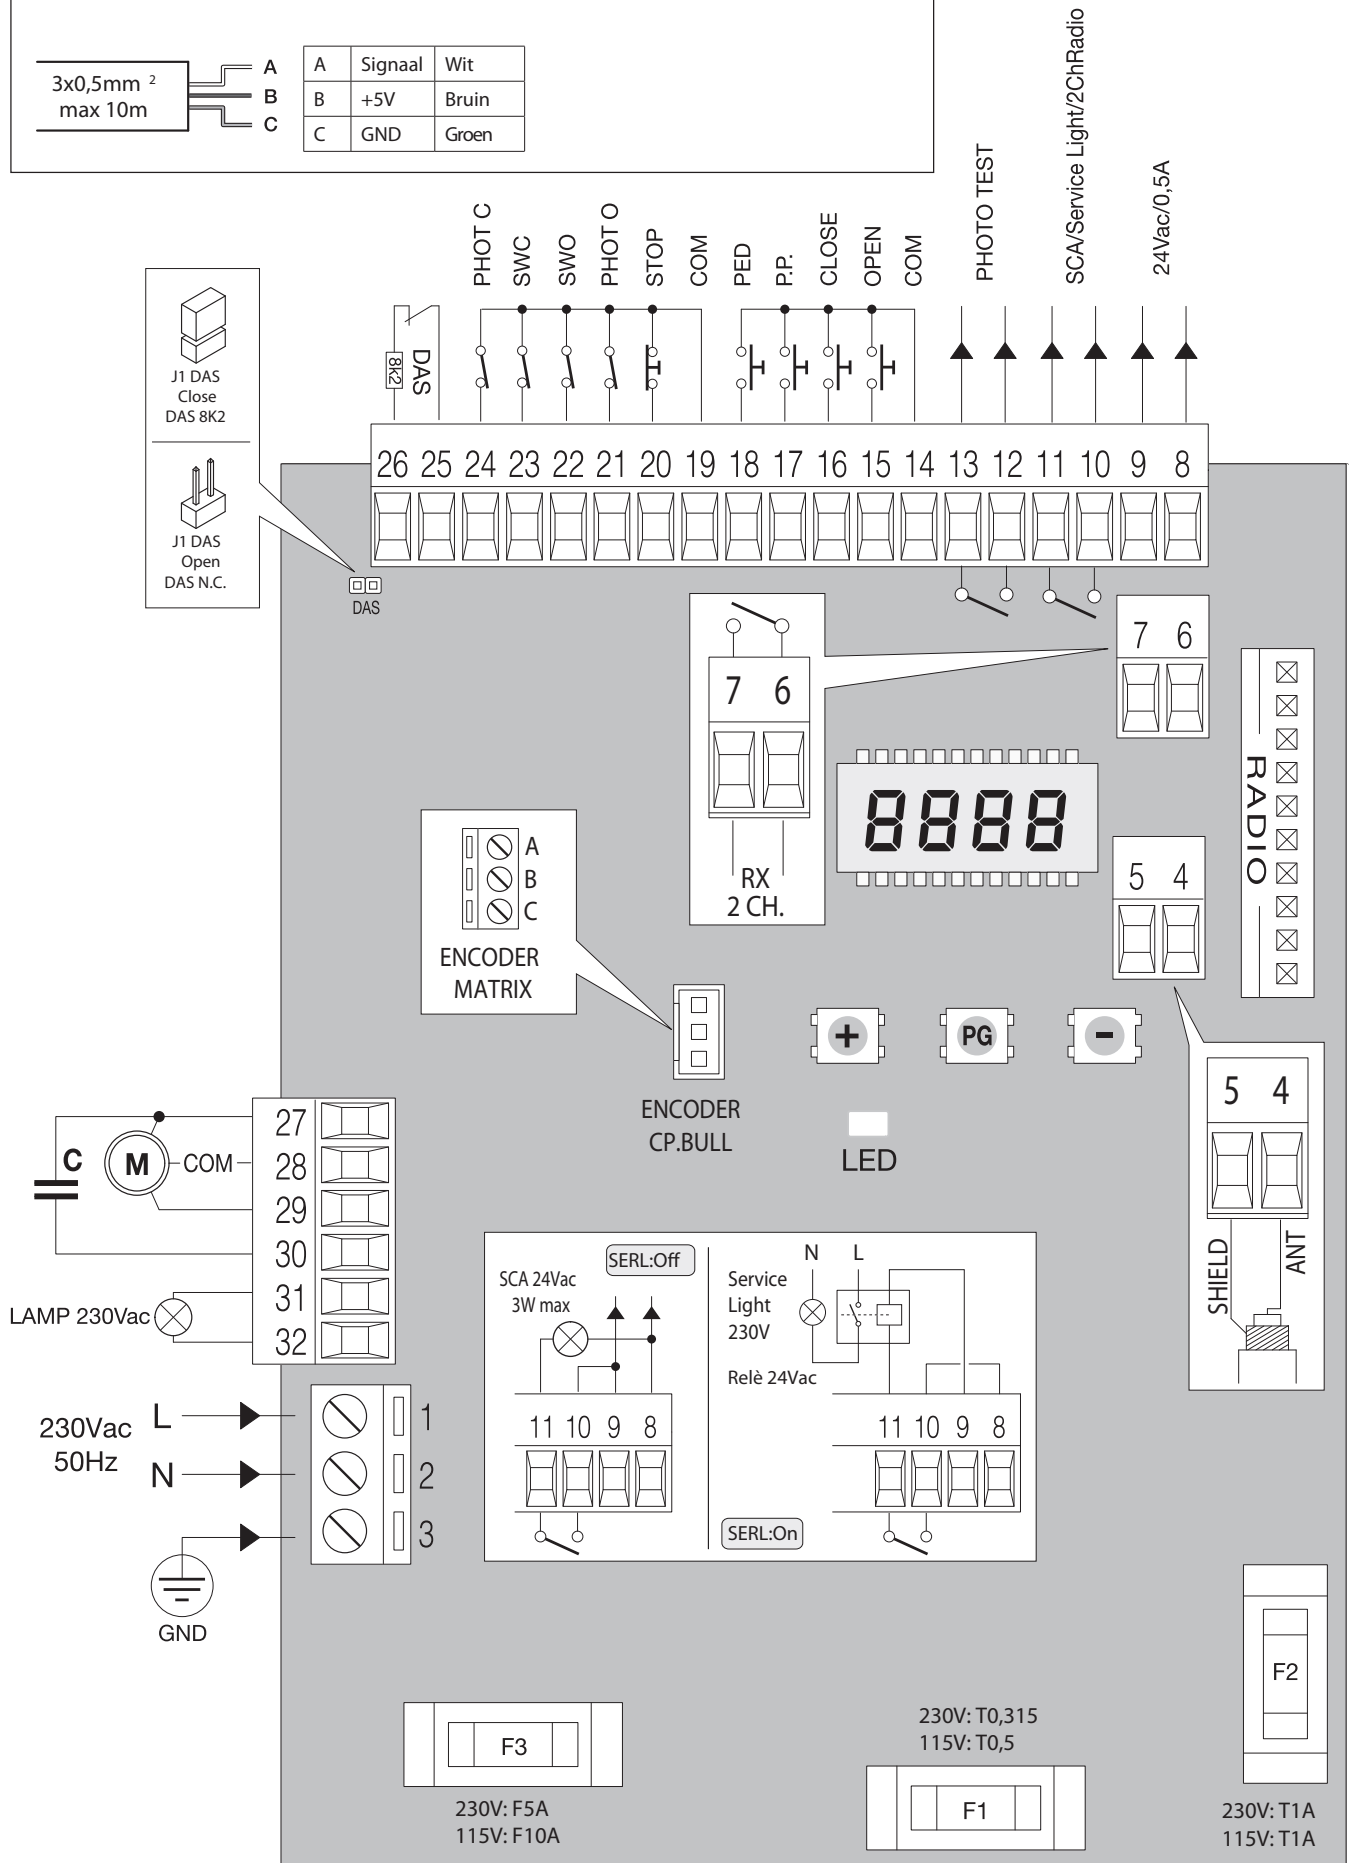 3x0,5mm 2
max 10m
A
B
C
A Signaal Wit
B +5V Bruin
C GND Groen
PHOT C
SWC
SWO
PHOT O
STOP
COM
PED
P.P.
CLOSE
OPEN
COM
PHOTO TEST
SCA/Service Light/2ChRadio
24Vac/0,5A
J1 DAS
Close
DAS 8K2
J1 DAS
Open
DAS N.C.
8K2
DAS
26 25 24 23 22 21 20 19 18 17 16 15 14 13 12 11 10 9 8
DAS
7 6
RX
2 CH.
7 6
8888
RADIO
5 4
A
B
C
ENCODER
MATRIX
ENCODER
CP.BULL
+
PG
-
LED
5 4
SHIELD
ANT
C
M
COM
27
28
29
30
31
32
LAMP 230Vac
230Vac
50Hz
L
N
GND
1
2
3
SERL:Off
SCA 24Vac
3W max
11 10 9 8
N L
Service
Light
230V
Relè 24Vac
11 10 9 8
SERL:On
F3
230V: F5A
115V: F10A
230V: T0,315
115V: T0,5
F1
F2
230V: T1A
115V: T1A